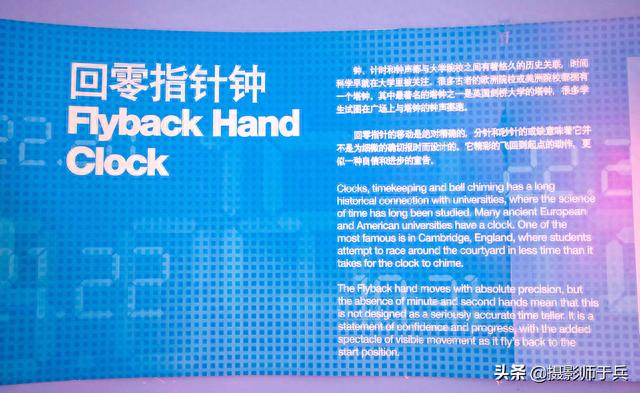 回零指针钟
Flyback Hand
Clock
钟、计时和钟声都与大学院校之间有着悠久的历史关联，时间
科学早就在大学里被关注。很多古老的欧洲院校或美洲院校都拥有
一个塔钟。其中最著名的塔钟之一是英国剑桥大学的塔钟，很多学
生试图在广场上与塔钟的钟声赛跑。
回零指针的移动是绝对精确的，分针和秒针的或缺意味着它并
不是为细微的确切报时而设计的。它精彩的飞回到起点的动作，更
似一种自信和进步的宣告。
Clocks, timekeeping and bell chiming has a long
historical connection with universities, where the science
of time has long been studied. Many ancient European
and American universities have a clock. One of the
most famous is in Cambridge, England, where students
attempt to race around the courtyard in less time than it
takes for the clock to chime.
The Flyback hand moves with absolute precision, but
the absence of minute and second hands mean that this
is not designed as a seriously accurate time teller. It is a
statement of confidence and progress, with the added
spectacle of visible movement as it fly's back to the
start position.
头条 @摄影师于兵